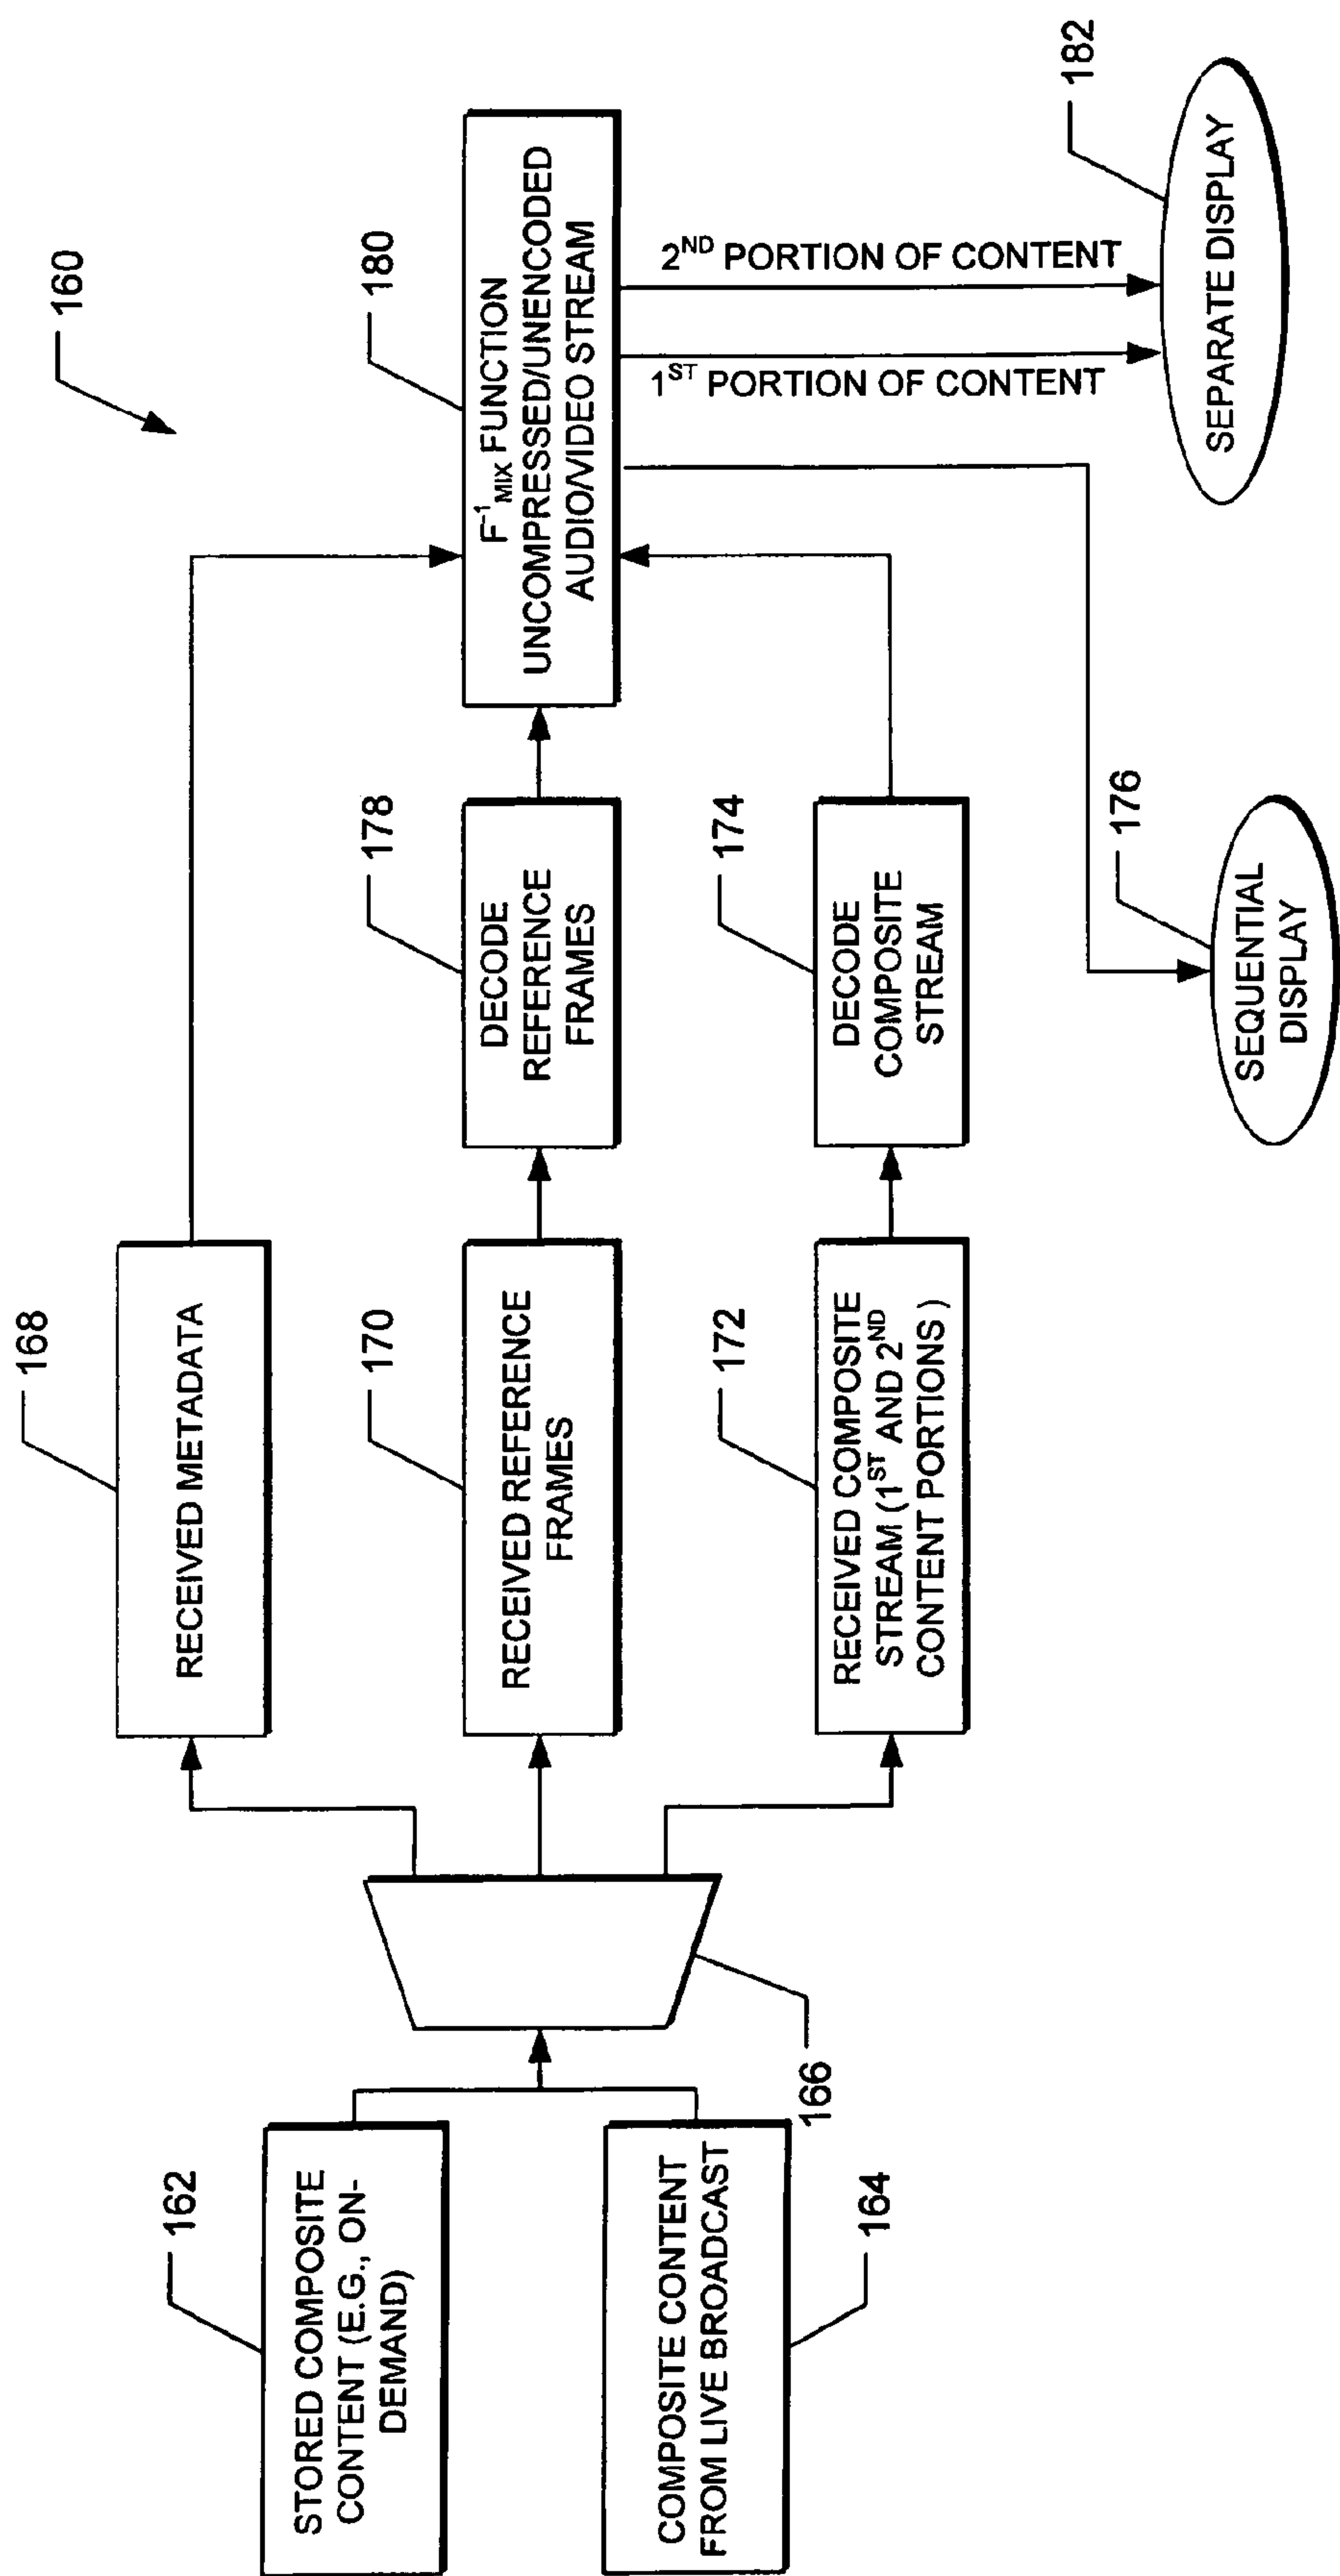 160
162
STORED COMPOSITE
CONTENT (E.G., ON-
DEMAND)
COMPOSITE CONTENT
FROM LIVE BROADCAST
164
166
168
RECEIVED METADATA
170
RECEIVED REFERENCE
FRAMES
172
RECEIVED COMPOSITE
STREAM (1ST AND 2ND
CONTENT PORTIONS )
178
DECODE
REFERENCE
FRAMES
174
DECODE
COMPOSITE
STREAM
180
F-1MIX FUNCTION
UNCOMPRESSED/UNENCODED
AUDIO/VIDEO STREAM
2ND PORTION OF CONTENT
1ST PORTION OF CONTENT
176
SEQUENTIAL
DISPLAY
182
SEPARATE DISPLAY